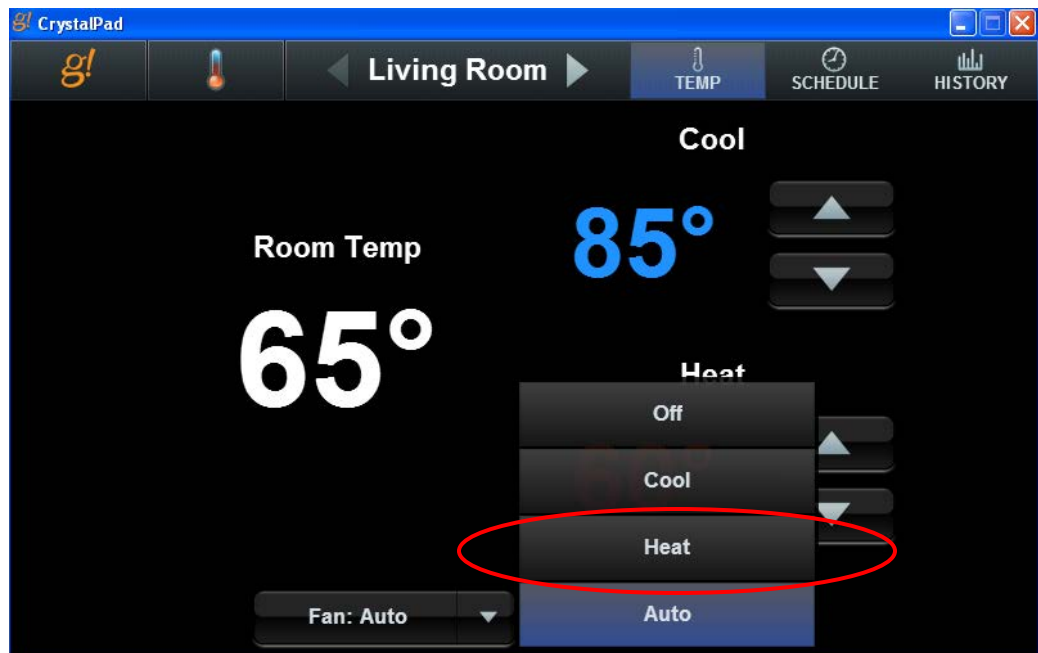 g! CrystalPad
g!
Living Room
TEMP
SCHEDULE
HISTORY
Cool
85°
Room Temp
65°
Heat
Off
Cool
Heat
Auto
Fan: Auto